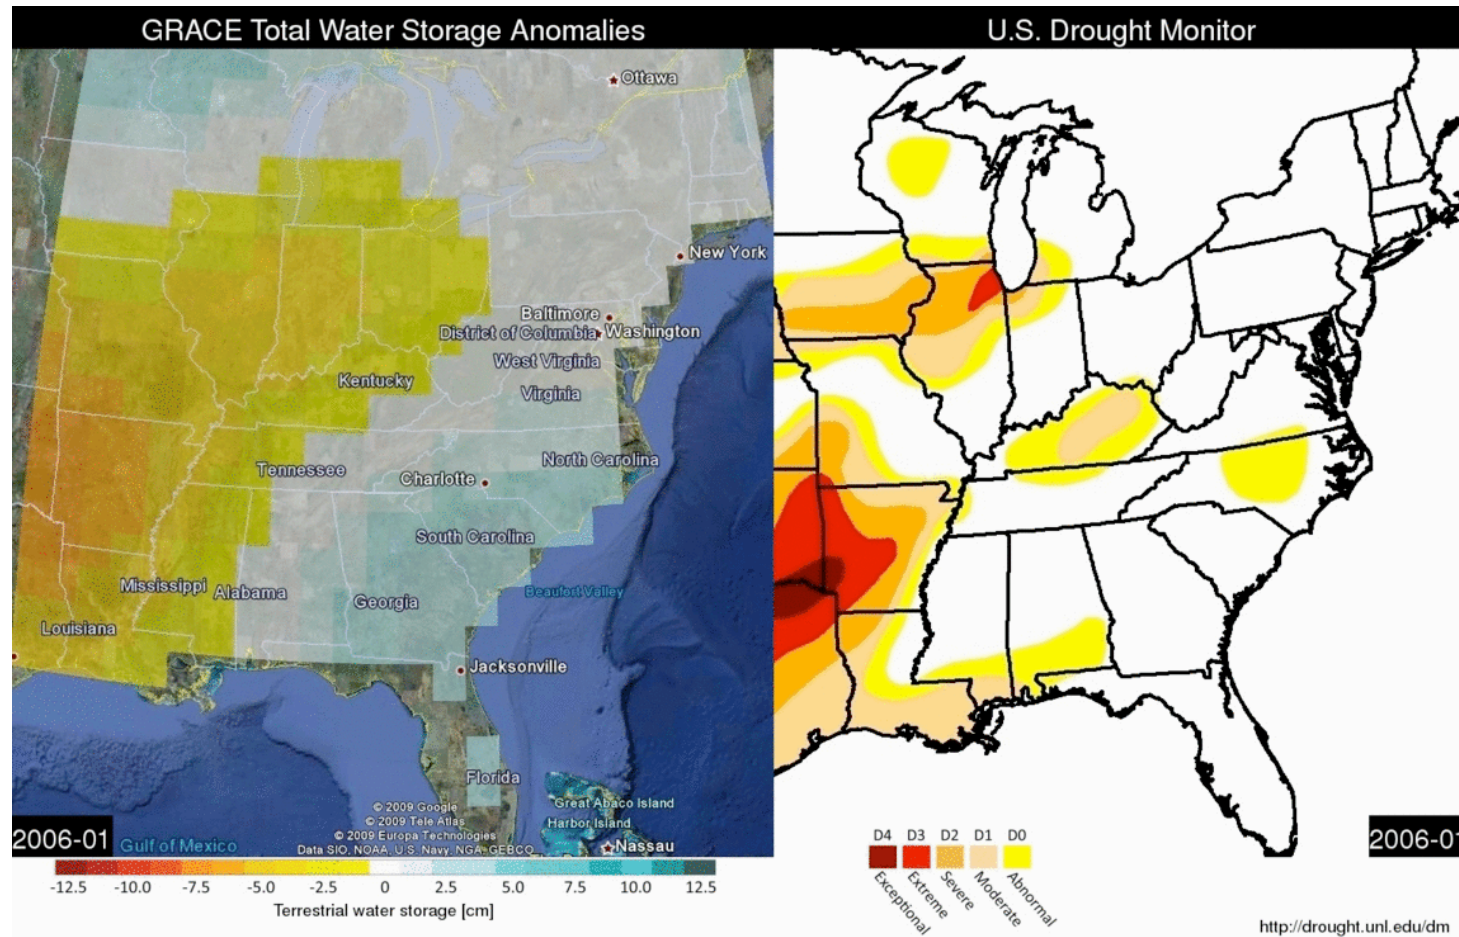 GRACE Total Water Storage Anomalies
U.S. Drought Monitor
Ottawa
New York
Baltimore
District of Columbia
Washington
West Virginia
Kentucky
Virginia
Tennessee
North Carolina
Charlotte
South Carolina
Mississippi
Alabama
Georgia
Beaufort Valley
Louisiana
Jacksonville
Florida
Great Abaco Island
Harbor Island
Nassau
© 2009 Google
© 2009 Tele Atlas
© 2009 Europa Technologies
Data SIO, NOAA, U.S. Navy, NGA, GEBCO
2006-01
Gulf of Mexico
-12.5 -10.0 -7.5 -5.0 -2.5 0 2.5 5.0 7.5 10.0 12.5
Terrestrial water storage [cm]
D4 D3 D2 D1 D0
Exceptional
Extreme
Severe
Moderate
Abnormal
2006-01
http://drought.unl.edu/dm